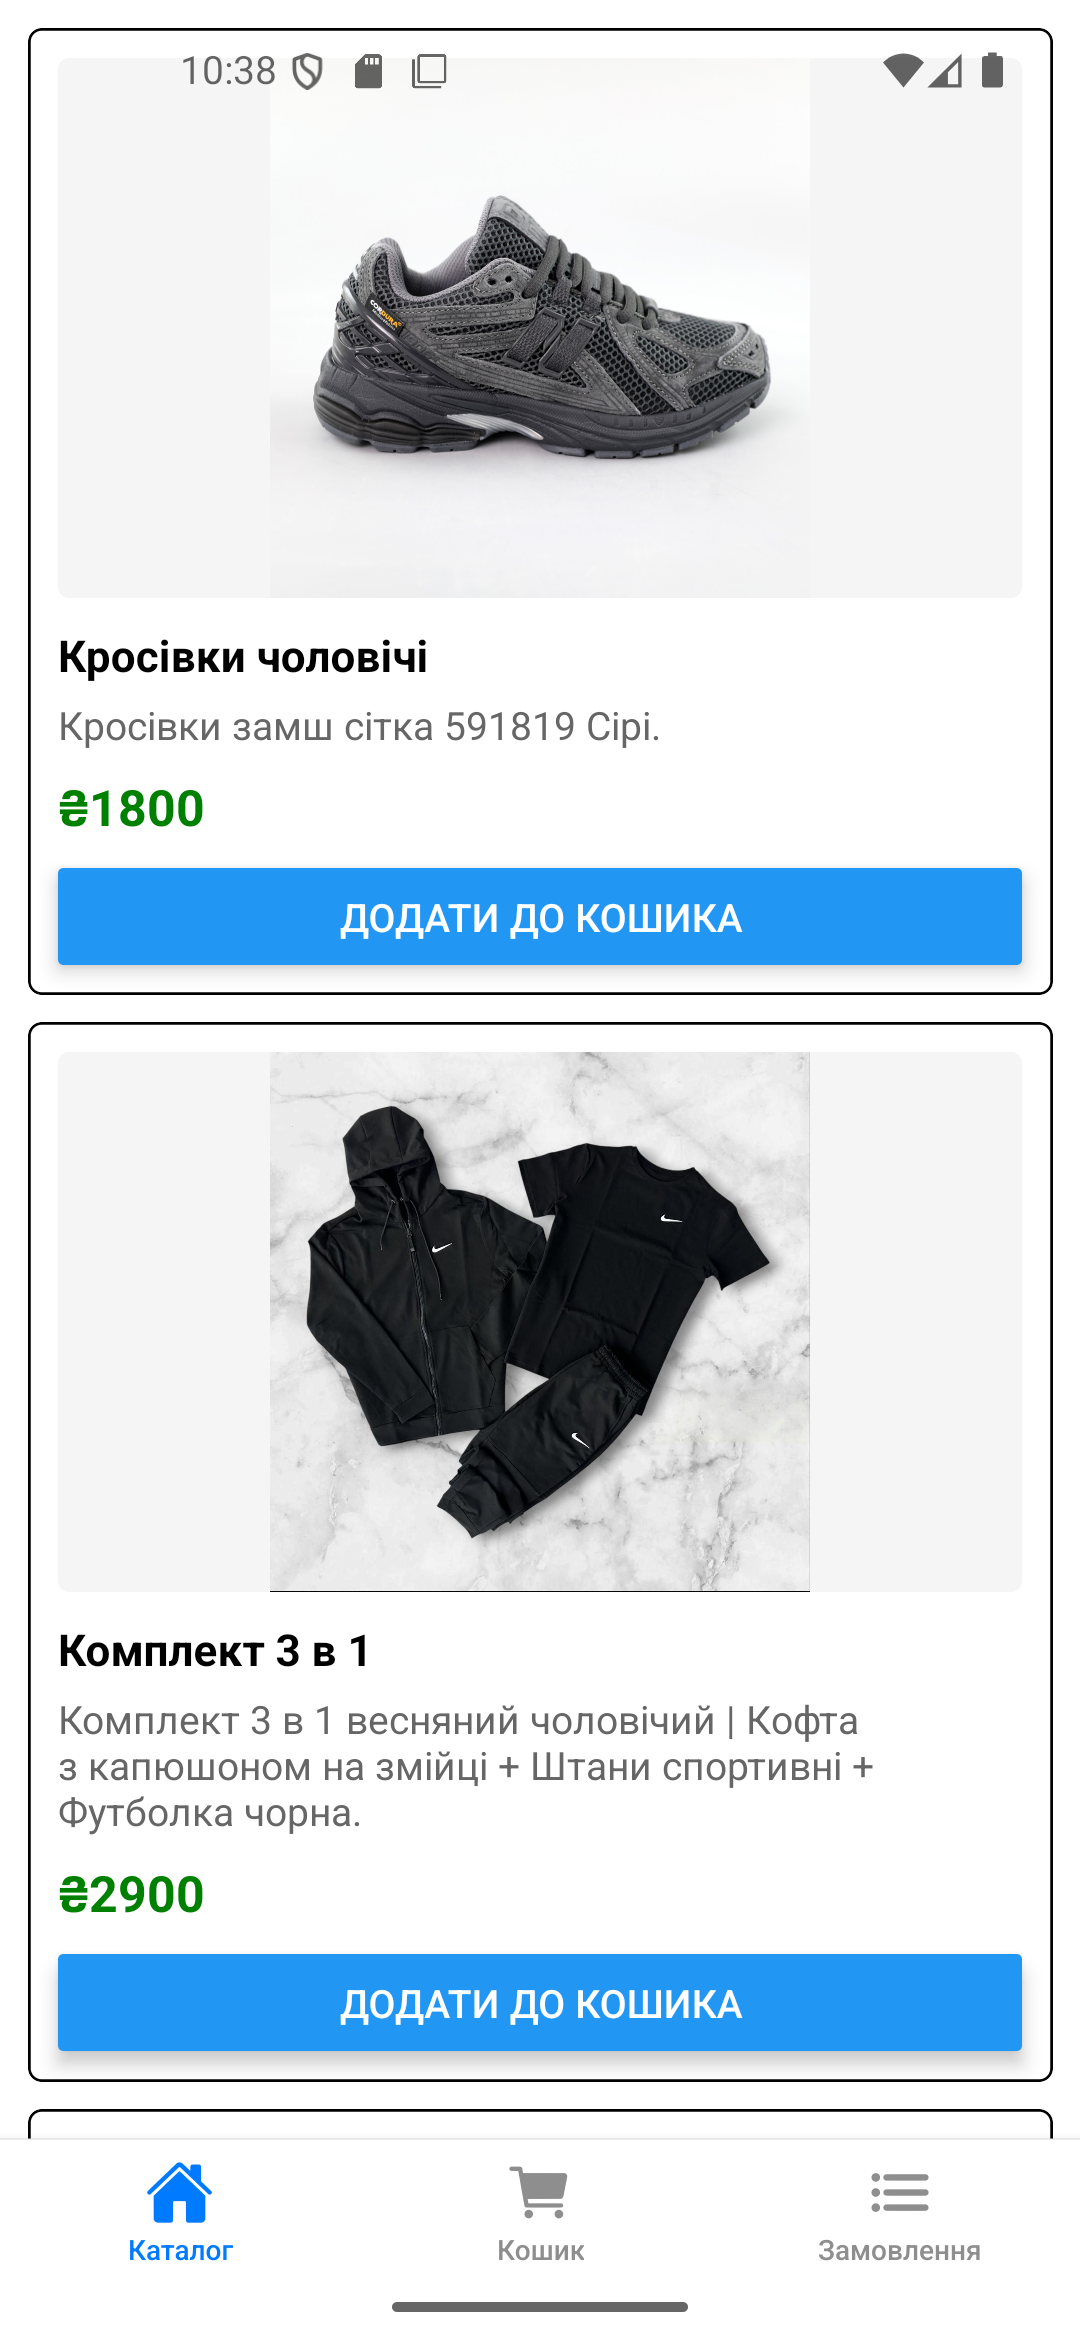 10:38
CORDURA
Кросівки чоловічі
Кросівки замш сітка 591819 Сірі.
₴1800
ДОДАТИ ДО КОШИКА
Комплект 3 в 1
Комплект 3 в 1 весняний чоловічий | Кофта
з капюшоном на змійці + Штани спортивні +
Футболка чорна.
₴2900
ДОДАТИ ДО КОШИКА
Каталог
Кошик
Замовлення